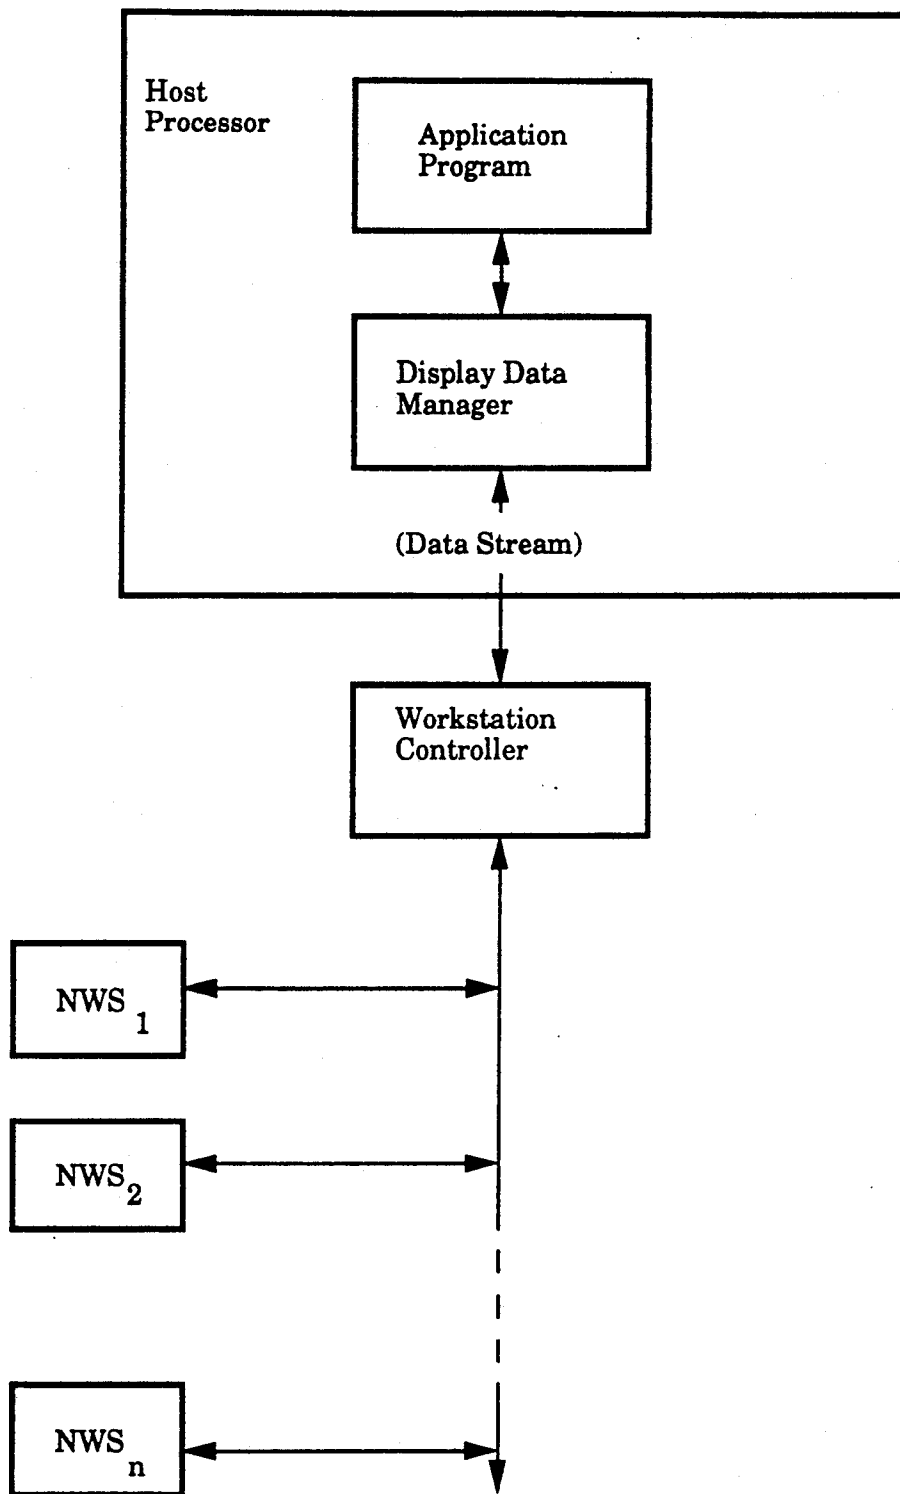 Host
Processor
Application
Program
Display Data
Manager
(Data Stream)
Workstation
Controller
NWS 1
NWS 2
NWS n